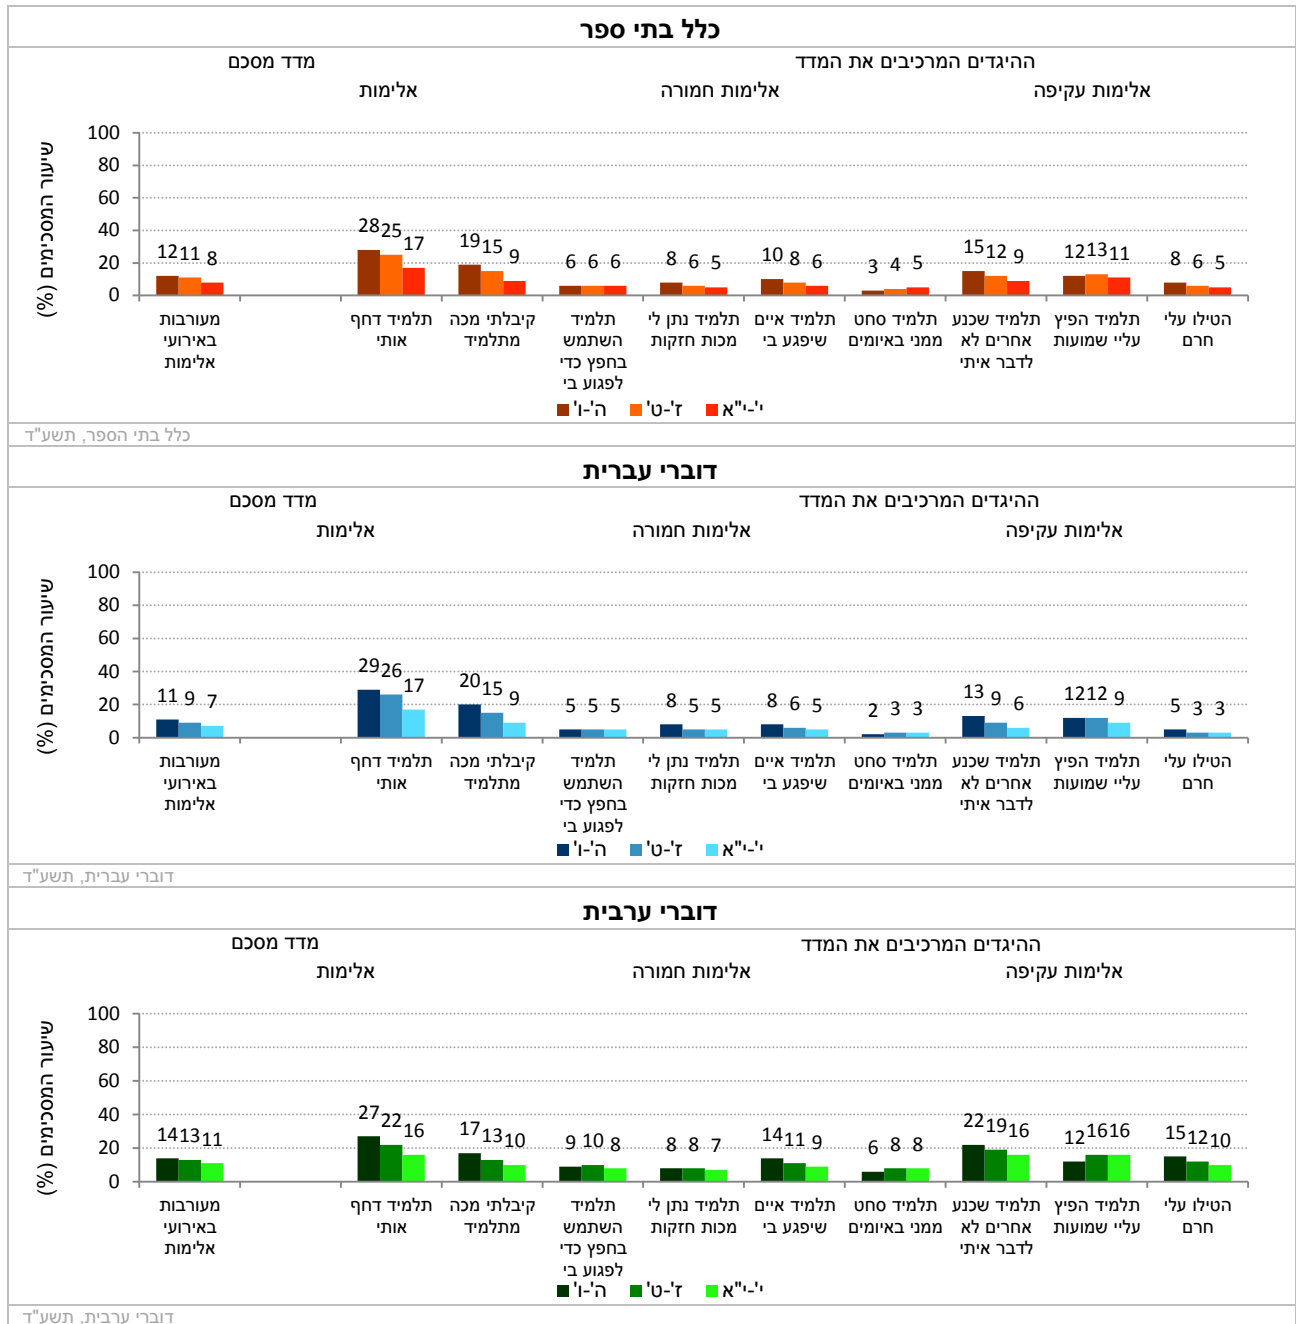 כלל בתי ספר
ההיגדים המרכיבים את המדד
מדד מסכם
אלימות
אלימות חמורה
אלימות עקיפה
שיעור המסכימים (%)
100
80
60
40
20
0
12 11 8
28 25 17
19 15 9
6 6 6
8 6 5
10 8 6
3 4 5
15 12 9
12 13 11
8 6 5
מעורבות
באירועי
אלימות
תלמיד דחף
אותי
קיבלתי מכה
מתלמיד
תלמיד
השתמש
בחפץ כדי
לפגוע בי
תלמיד נתן לי
מכות חזקות
תלמיד איים
שיפגע בי
תלמיד סחט
ממני באיומים
תלמיד שכנע
אחרים לא
לדבר איתי
תלמיד הפיץ
עליי שמועות
הטילו עלי
חרם
ה'-ו' ז'-ט' י'-י"א
כלל בתי הספר, תשע"ד
דוברי עברית
ההיגדים המרכיבים את המדד
מדד מסכם
אלימות
אלימות חמורה
אלימות עקיפה
שיעור המסכימים (%)
100
80
60
40
20
0
11 9 7
29 26 17
20 15 9
5 5 5
8 5 5
8 6 5
2 3 3
13 9 6
12 12 9
5 3 3
מעורבות
באירועי
אלימות
תלמיד דחף
אותי
קיבלתי מכה
מתלמיד
תלמיד
השתמש
בחפץ כדי
לפגוע בי
תלמיד נתן לי
מכות חזקות
תלמיד איים
שיפגע בי
תלמיד סחט
ממני באיומים
תלמיד שכנע
אחרים לא
לדבר איתי
תלמיד הפיץ
עליי שמועות
הטילו עלי
חרם
ה'-ו' ז'-ט' י'-י"א
דוברי עברית, תשע"ד
דוברי ערבית
ההיגדים המרכיבים את המדד
מדד מסכם
אלימות
אלימות חמורה
אלימות עקיפה
שיעור המסכימים (%)
100
80
60
40
20
0
14 13 11
27 22 16
17 13 10
9 10 8
8 8 7
14 11 9
6 8 8
22 19 16
12 16 16
15 12 10
מעורבות
באירועי
אלימות
תלמיד דחף
אותי
קיבלתי מכה
מתלמיד
תלמיד
השתמש
בחפץ כדי
לפגוע בי
תלמיד נתן לי
מכות חזקות
תלמיד איים
שיפגע בי
תלמיד סחט
ממני באיומים
תלמיד שכנע
אחרים לא
לדבר איתי
תלמיד הפיץ
עליי שמועות
הטילו עלי
חרם
ה'-ו' ז'-ט' י'-י"א
דוברי ערבית, תשע"ד